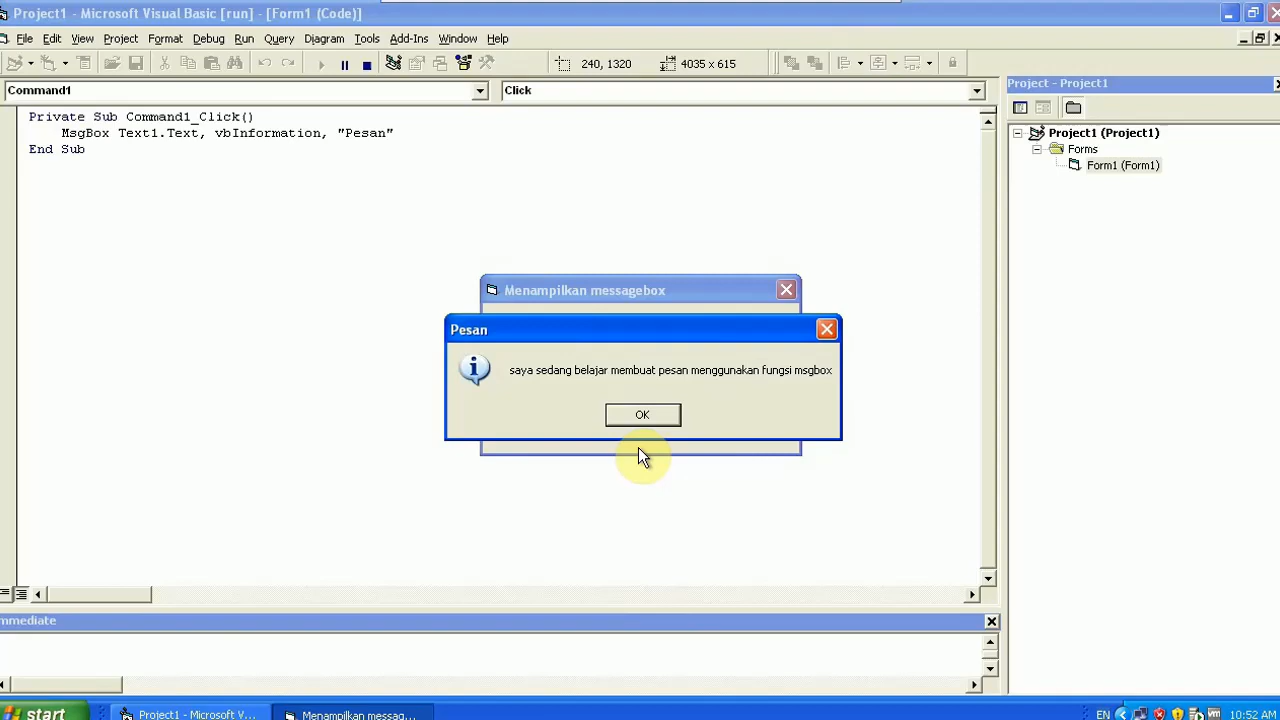 Project1 - Microsoft Visual Basic [run] - [Form1 (Code)]
File Edit View Project Format Debug Run Query Diagram Tools Add-Ins Window Help
240, 1320 4035 x 615
Command1 Click
Project - Project1
Private Sub Command1_Click()
MsgBox Text1.Text, vbInformation, "Pesan"
End Sub
Project1 (Project1)
Forms
Form1 (Form1)
Menampilkan messagebox
Pesan
saya sedang belajar membuat pesan menggunakan fungsi msgbox
OK
mmediate
start Project1 - Microsoft V... Menampilkan messag... EN 10:52 AM